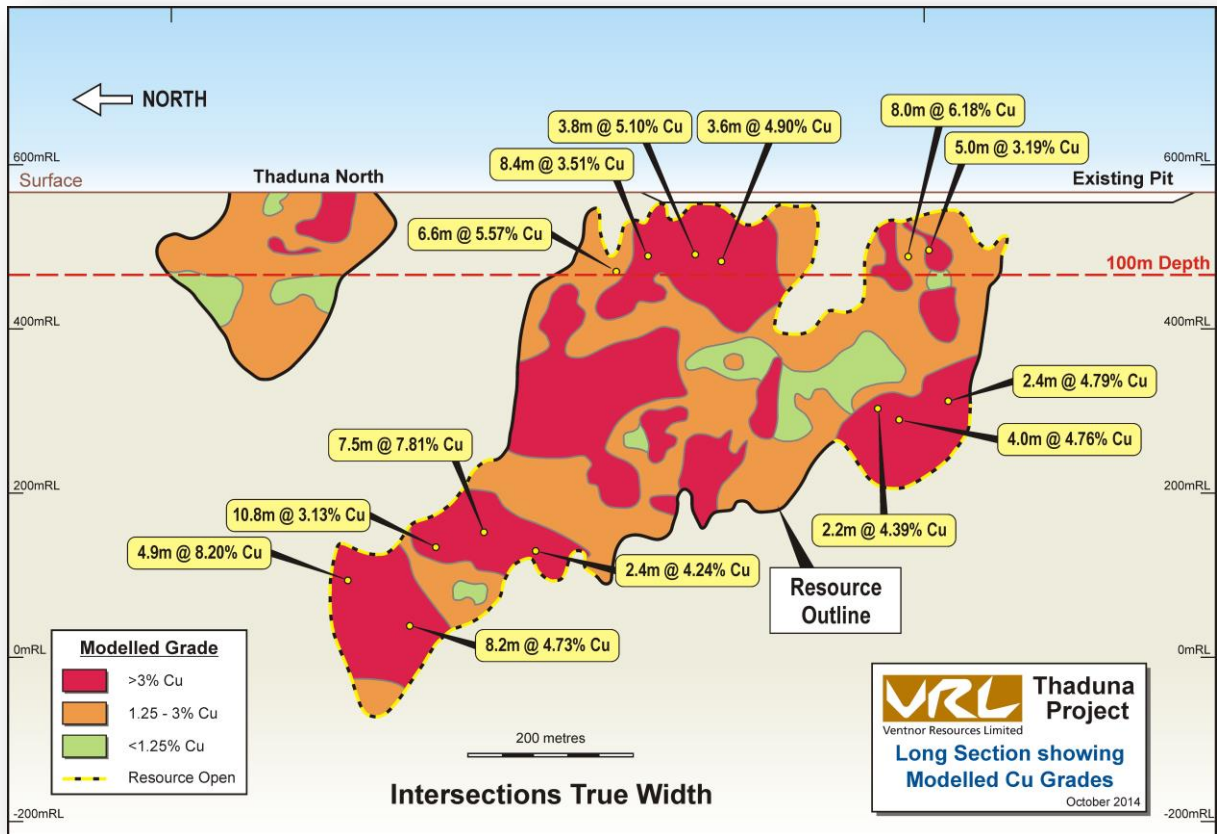 NORTH
8.0m @ 6.18% Cu
3.8m @ 5.10% Cu
3.6m @ 4.90% Cu
5.0m @ 3.19% Cu
8.4m @ 3.51% Cu
600mRL
600mRL
Surface
Thaduna North
Existing Pit
6.6m @ 5.57% Cu
100m Depth
400mRL
400mRL
2.4m @ 4.79% Cu
4.0m @ 4.76% Cu
7.5m @ 7.81% Cu
200mRL
200mRL
10.8m @ 3.13% Cu
2.2m @ 4.39% Cu
4.9m @ 8.20% Cu
2.4m @ 4.24% Cu
Resource
Outline
8.2m @ 4.73% Cu
0mRL
0mRL
Modelled Grade
>3% Cu
1.25 - 3% Cu
<1.25% Cu
Resource Open
200 metres
Intersections True Width
VRL
Ventnor Resources Limited
Thaduna
Project
Long Section showing
Modelled Cu Grades
October 2014
-200mRL
-200mRL